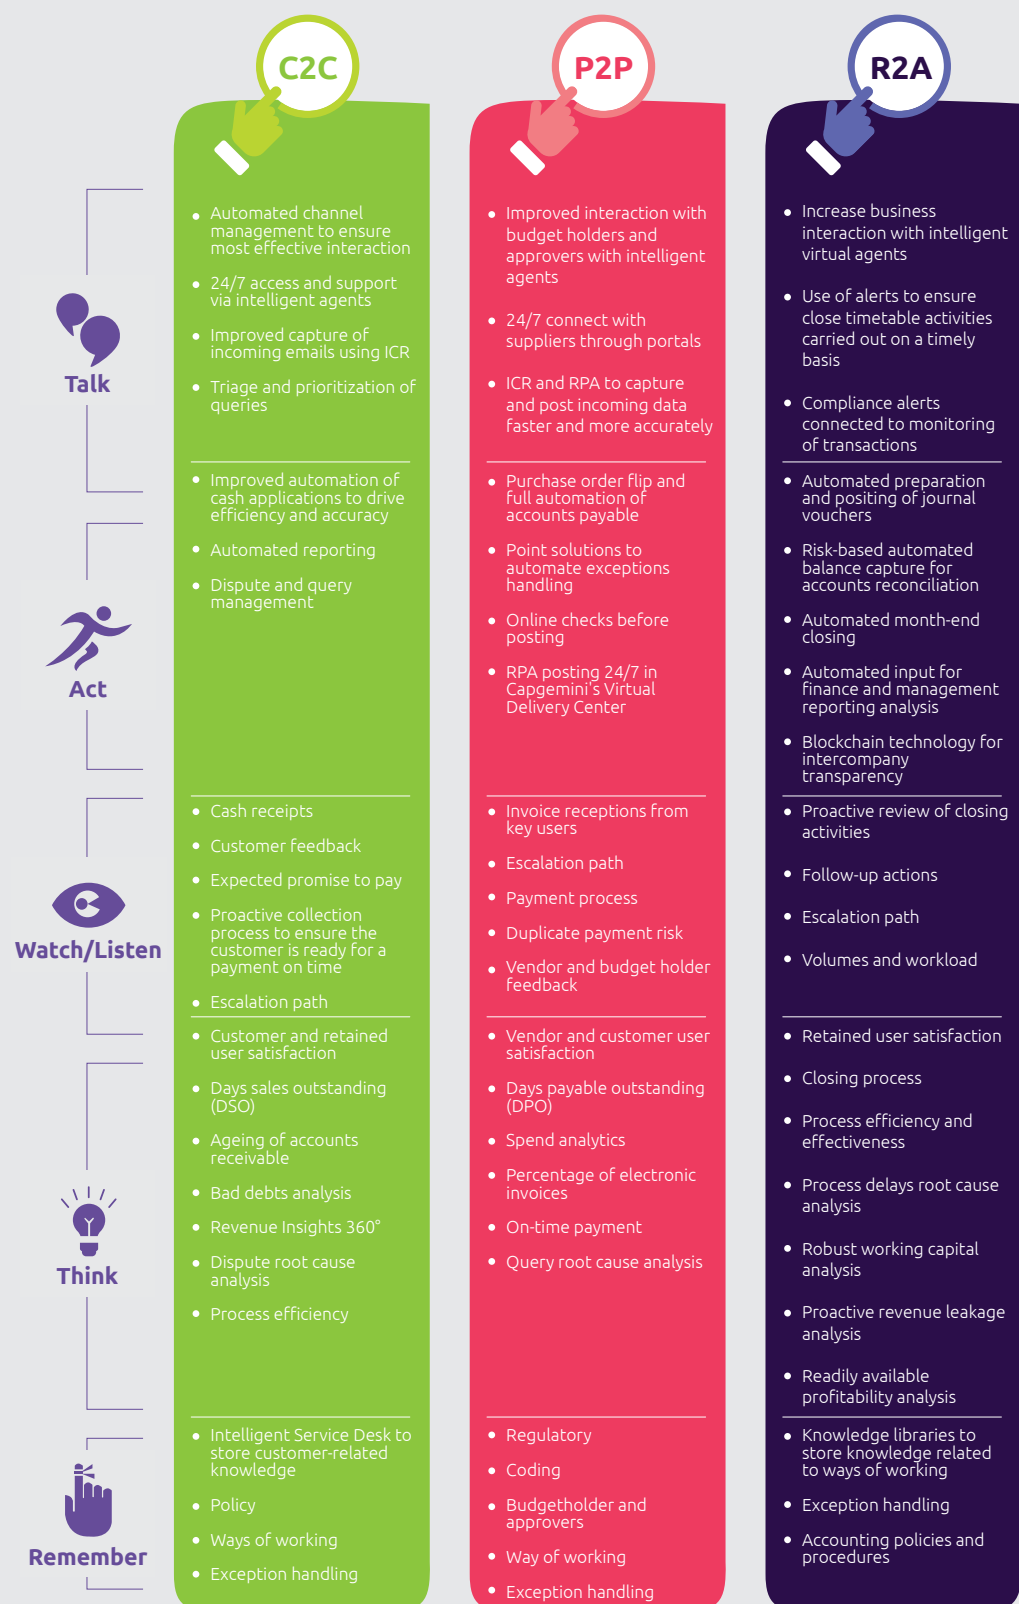 C2C
P2P
R2A
Talk
Automated channel
management to ensure
most effective interaction
24/7 access and support
via intelligent agents
Improved capture of
incoming emails using ICR
Triage and prioritization of
queries
Improved interaction with
budget holders and
approvers with intelligent
agents
24/7 connect with
suppliers through portals
ICR and RPA to capture
and post incoming data
faster and more accurately
Increase business
interaction with intelligent
virtual agents
Use of alerts to ensure
close timetable activities
carried out on a timely
basis
Compliance alerts
connected to monitoring
of transactions
Act
Improved automation of
cash applications to drive
efficiency and accuracy
Automated reporting
Dispute and query
management
Purchase order flip and
full automation of
accounts payable
Point solutions to
automate exceptions
handling
Online checks before
posting
RPA posting 24/7 in
Capgemini's Virtual
Delivery Center
Automated preparation
and positing of journal
vouchers
Risk-based automated
balance capture for
accounts reconciliation
Automated month-end
closing
Automated input for
finance and management
reporting analysis
Blockchain technology for
intercompany
transparency
Watch/Listen
Cash receipts
Customer feedback
Expected promise to pay
Proactive collection
process to ensure the
customer is ready for a
payment on time
Escalation path
Invoice receptions from
key users
Escalation path
Payment process
Duplicate payment risk
Vendor and budget holder
feedback
Proactive review of closing
activities
Follow-up actions
Escalation path
Volumes and workload
Think
Customer and retained
user satisfaction
Days sales outstanding
(DSO)
Ageing of accounts
receivable
Bad debts analysis
Revenue Insights 360°
Dispute root cause
analysis
Process efficiency
Vendor and customer user
satisfaction
Days payable outstanding
(DPO)
Spend analytics
Percentage of electronic
invoices
On-time payment
Query root cause analysis
Retained user satisfaction
Closing process
Process efficiency and
effectiveness
Process delays root cause
analysis
Robust working capital
analysis
Proactive revenue leakage
analysis
Readily available
profitability analysis
Remember
Intelligent Service Desk to
store customer-related
knowledge
Policy
Ways of working
Exception handling
Regulatory
Coding
Budgetholder and
approvers
Way of working
Exception handling
Knowledge libraries to
store knowledge related
to ways of working
Exception handling
Accounting policies and
procedures